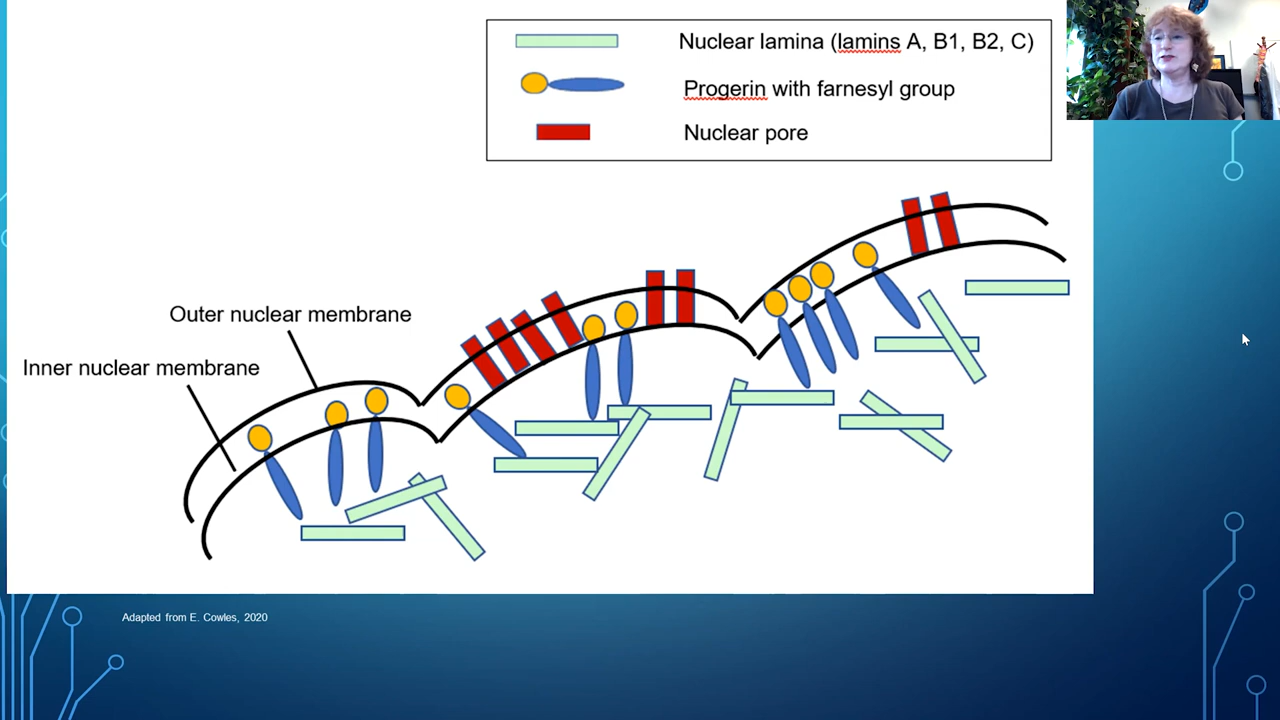 Nuclear lamina (lamins A, B1, B2, C)
Progerin with farnesyl group
Nuclear pore
Outer nuclear membrane
Inner nuclear membrane
Adapted from E. Cowles, 2020